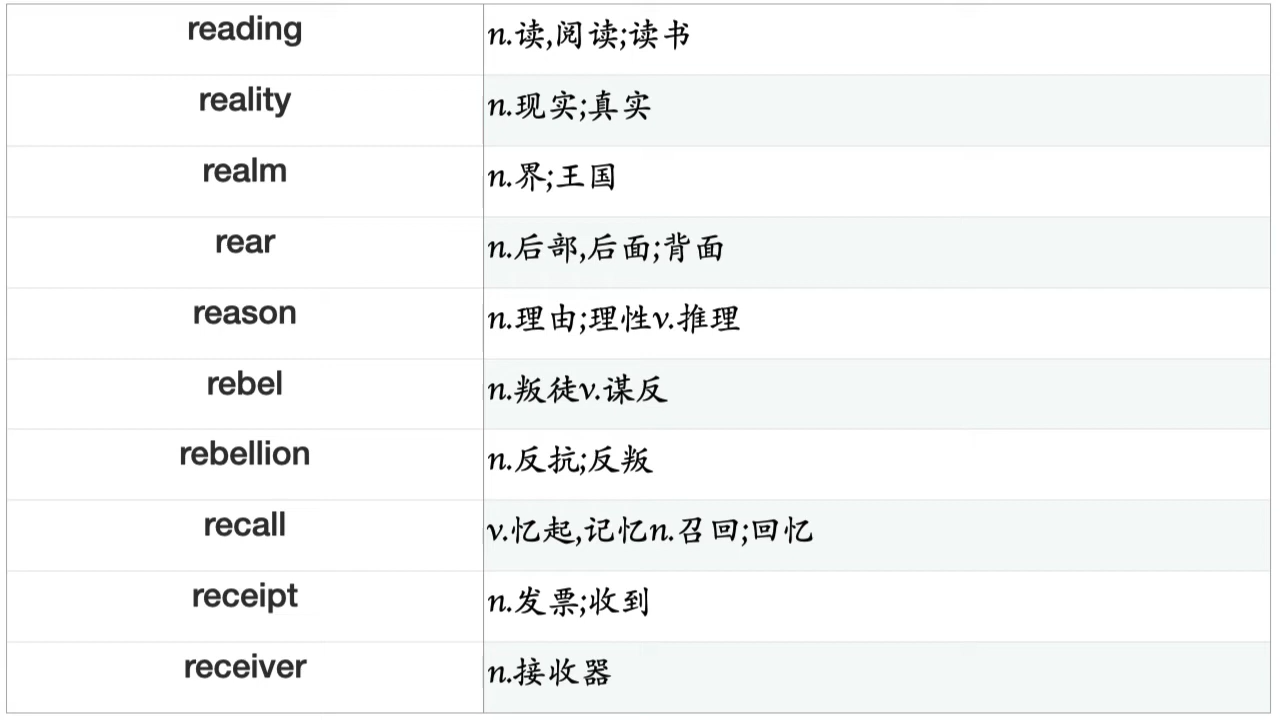 reading n.读,阅读;读书
reality n.现实;真实
realm n.界;王国
rear n.后部,后面;背面
reason n.理由;理性v.推理
rebel n.叛徒v.谋反
rebellion n.反抗;反叛
recall v.忆起,记忆n.召回;回忆
receipt n.发票;收到
receiver n.接收器